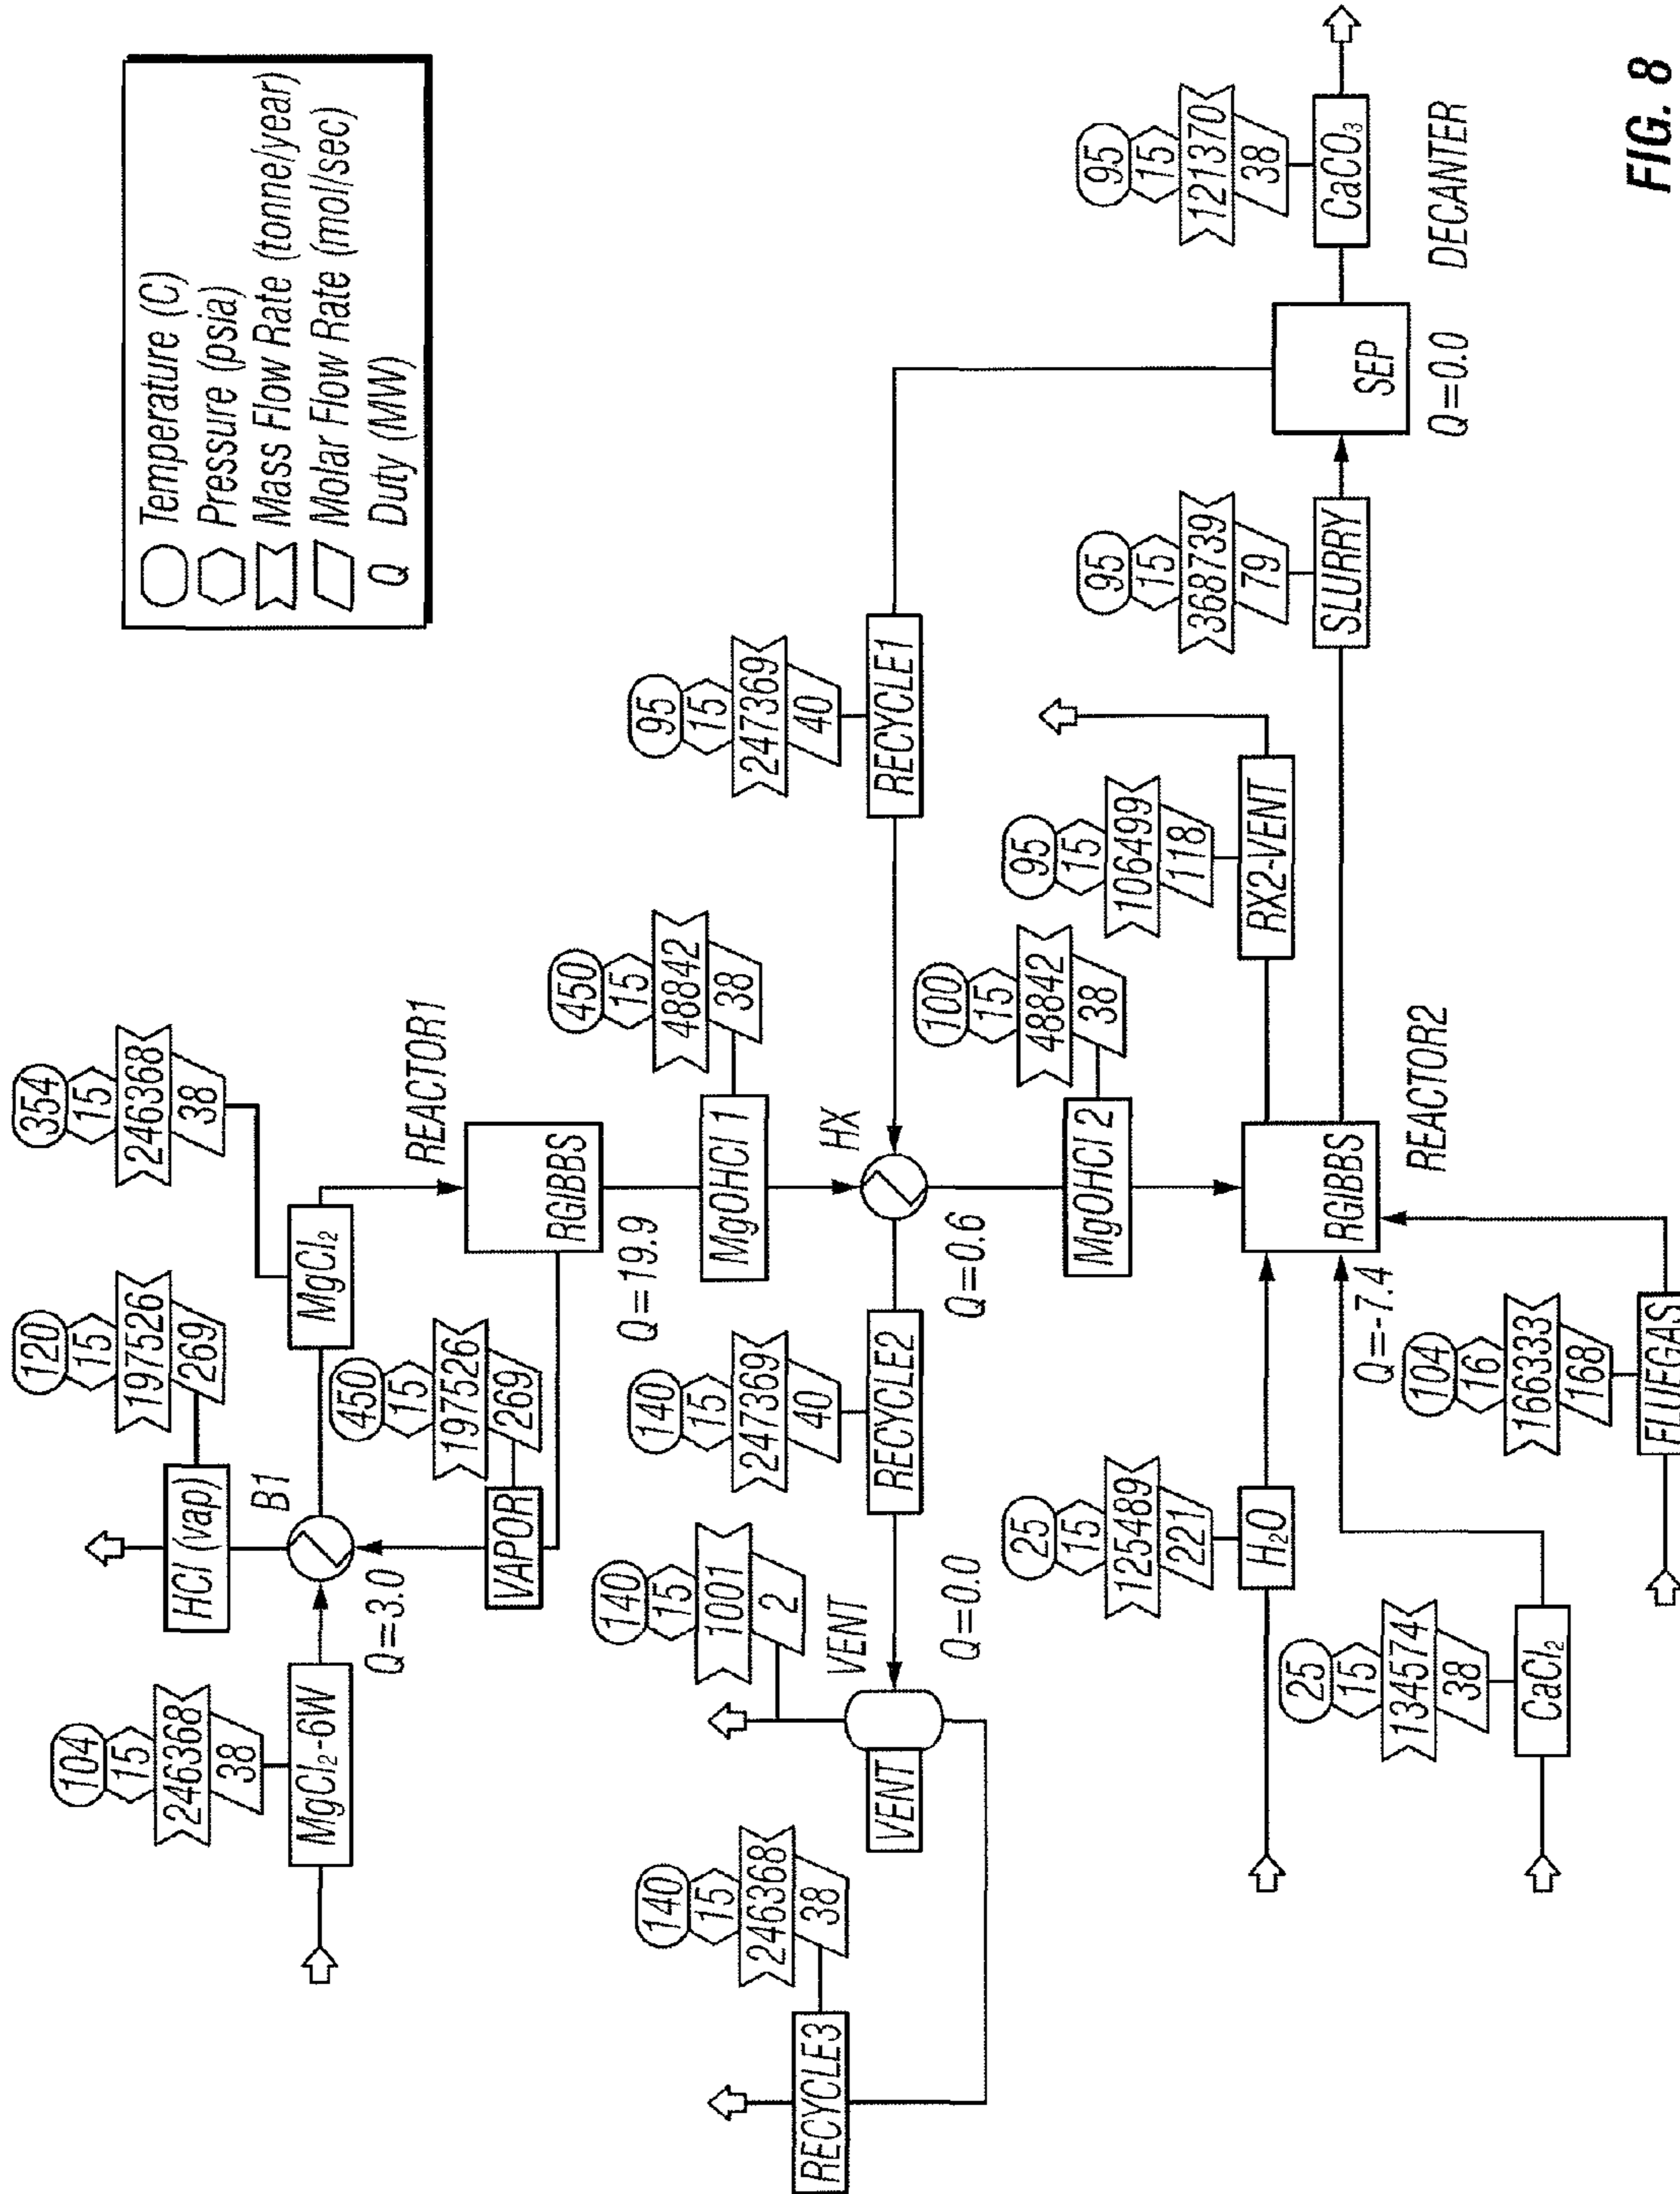 Temperature (C)
Pressure (psia)
Mass Flow Rate (tonne/year)
Molar Flow Rate (mol/sec)
Q Duty (MW)
104
15
246368
38
MgCl₂-6W
Q=3.0
B1
120
15
197526
269
HCl (vap)
354
15
246368
38
MgCl₂
450
15
197526
269
VAPOR
REACTOR1
RGIBBS
Q=19.9
450
15
48842
38
MgOHCl 1
95
15
247369
40
RECYCLE1
HX
Q=0.6
140
15
247369
40
RECYCLE2
140
15
1001
2
VENT
VENT
Q=0.0
140
15
246368
38
RECYCLE3
100
15
48842
38
MgOHCl 2
95
15
106499
118
RX2-VENT
25
15
125489
221
H₂O
25
15
134574
38
CaCl₂
104
16
166333
168
FLUEGAS
RGIBBS
Q=-7.4
REACTOR2
95
15
368739
79
SLURRY
SEP
Q=0.0
DECANTER
95
15
121370
38
CaCO₃
FIG. 8